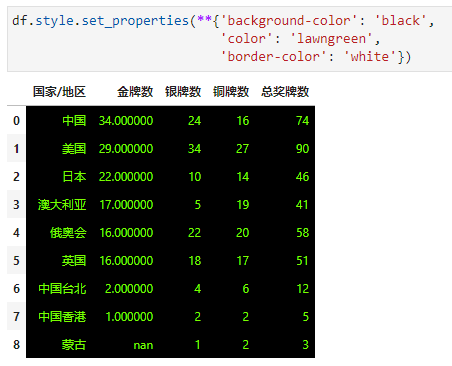 df.style.set_properties(**{'background-color': 'black',
'color': 'lawngreen',
'border-color': 'white'})
国家/地区 金牌数 银牌数 铜牌数 总奖牌数
0 中国 34.000000 24 16 74
1 美国 29.000000 34 27 90
2 日本 22.000000 10 14 46
3 澳大利亚 17.000000 5 19 41
4 俄奥会 16.000000 22 20 58
5 英国 16.000000 18 17 51
6 中国台北 2.000000 4 6 12
7 中国香港 1.000000 2 2 5
8 蒙古 nan 1 2 3